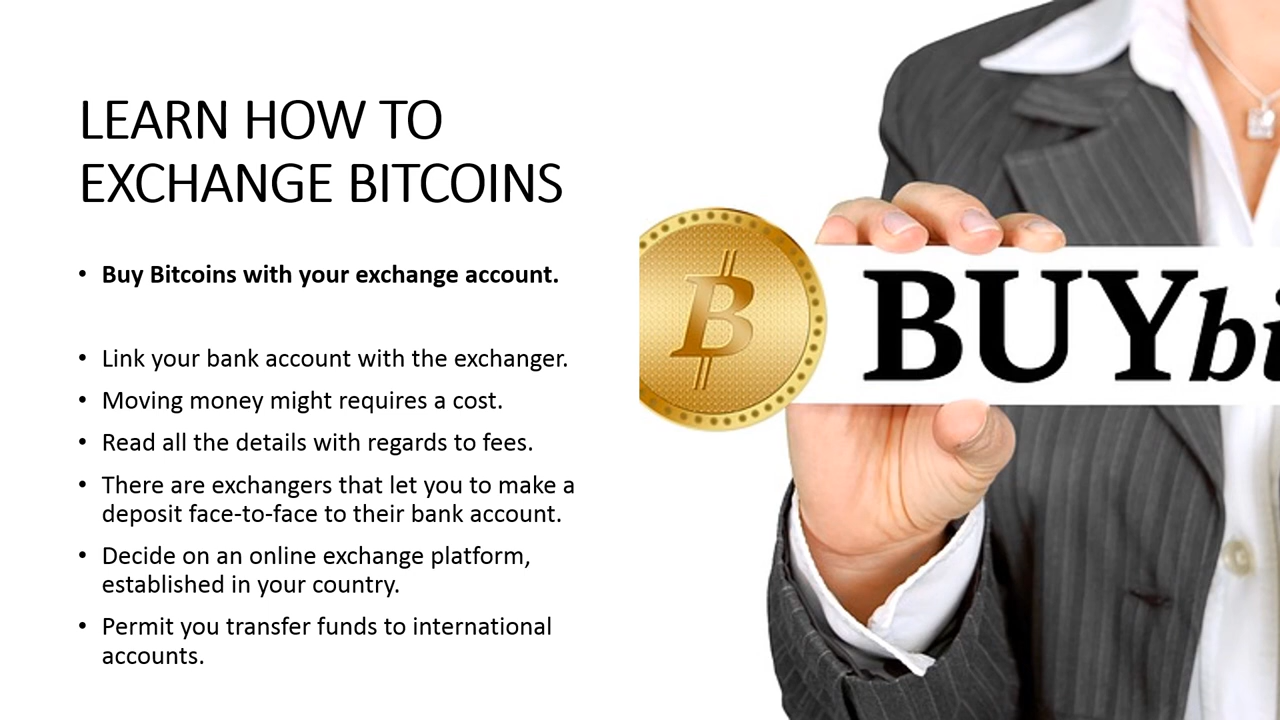 LEARN HOW TO
EXCHANGE BITCOINS
• Buy Bitcoins with your exchange account.
• Link your bank account with the exchanger.
• Moving money might requires a cost.
• Read all the details with regards to fees.
• There are exchangers that let you to make a
deposit face-to-face to their bank account.
• Decide on an online exchange platform,
established in your country.
• Permit you transfer funds to international
accounts.
B
BUYbi